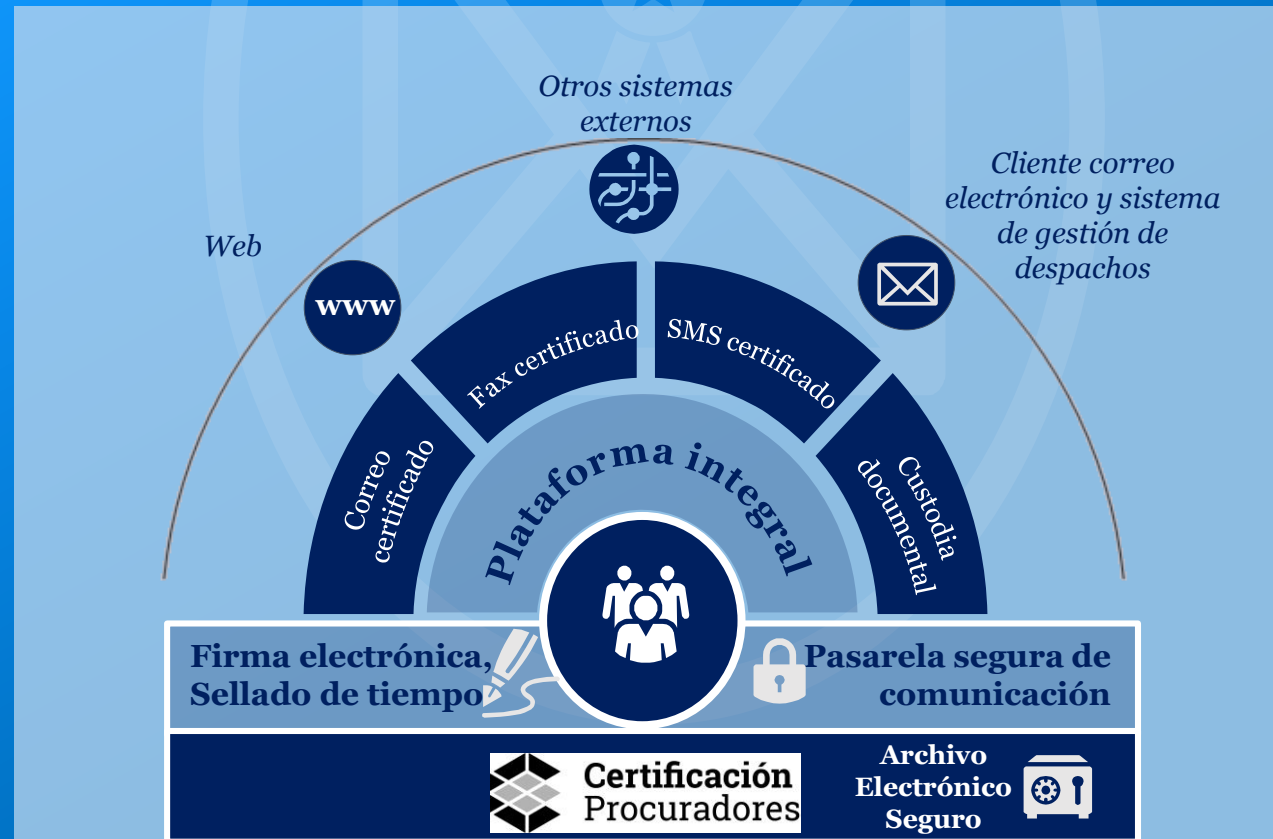 Otros sistemas
externos
Cliente correo
electrónico y sistema
de gestión de
despachos
Web
www
Fax certificado
SMS certificado
Correo
certificado
Custodia
documental
Plataforma integral
Firma electrónica,
Sellado de tiempo
Pasarela segura de
comunicación
Certificación
Procuradores
Archivo
Electrónico
Seguro